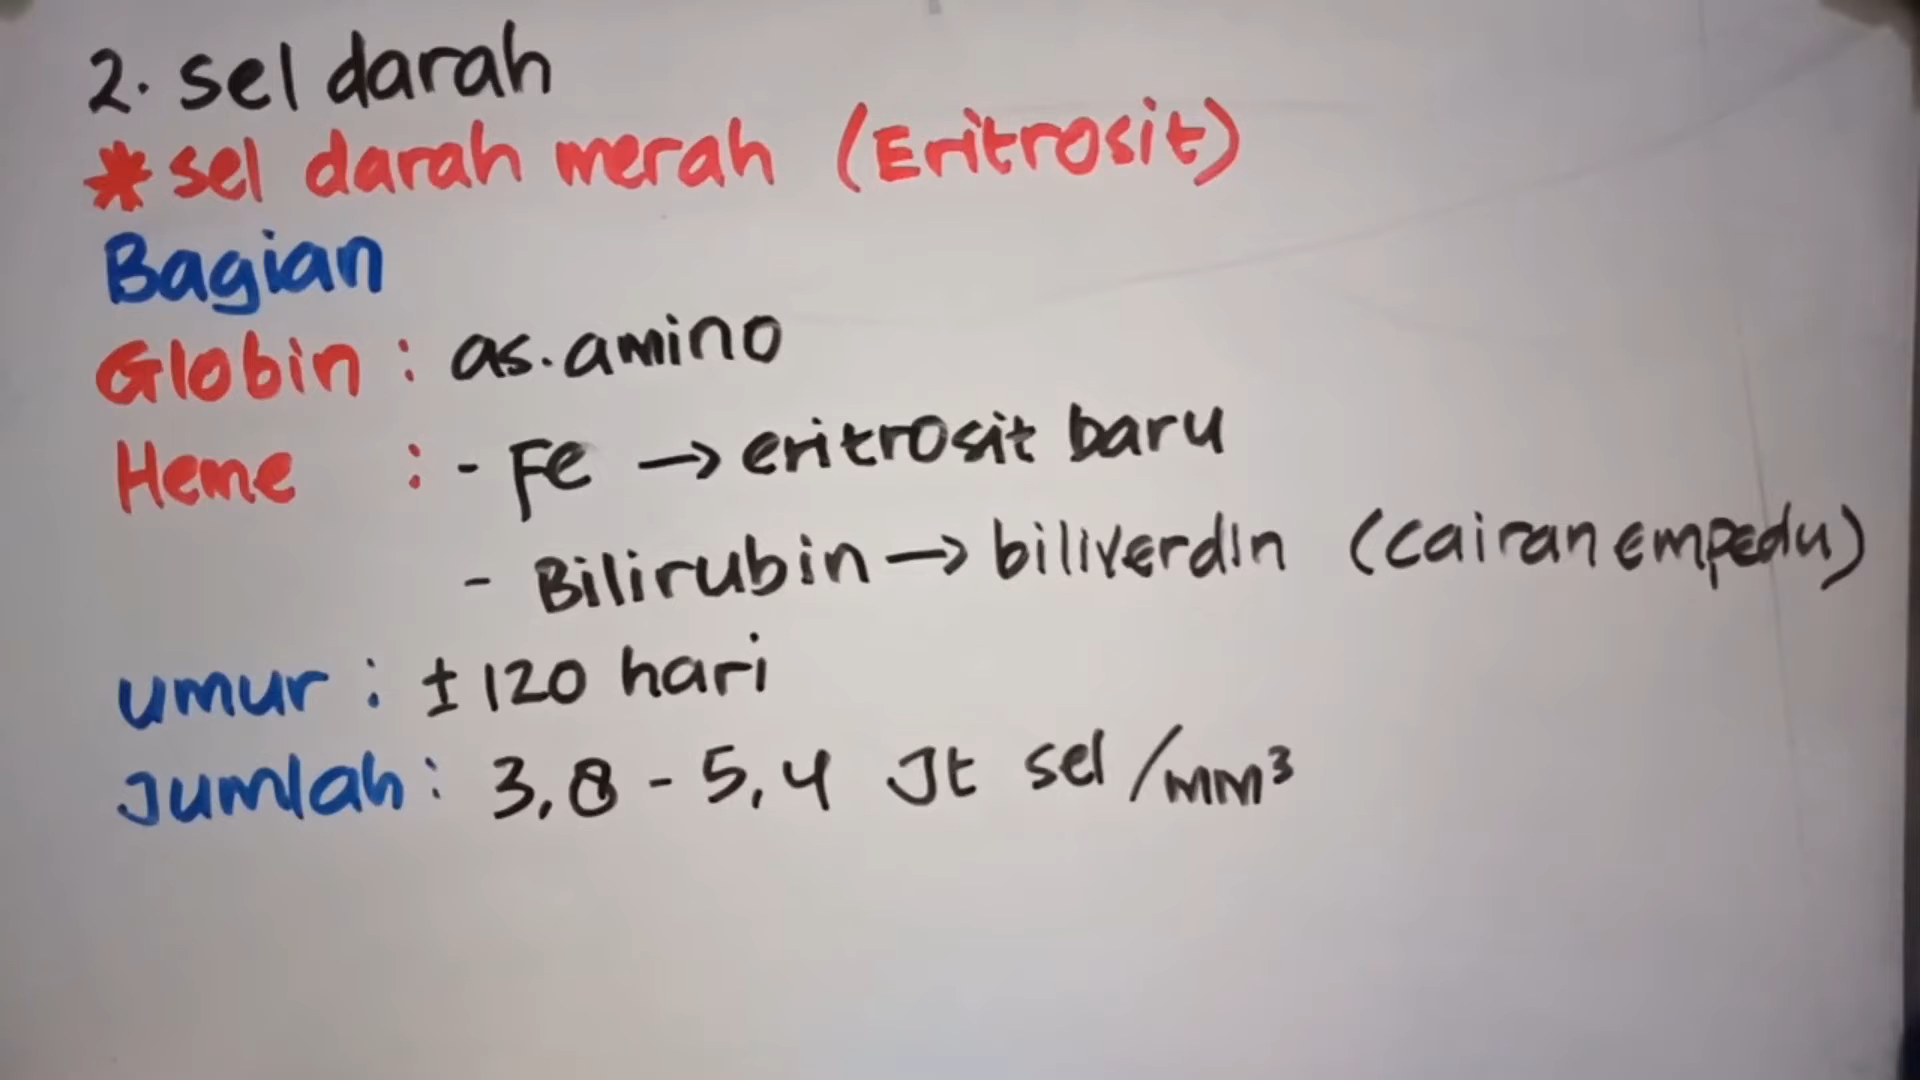 2. sel darah
* sel darah merah (Eritrosit)
Bagian
Globin : as.amino
Heme : - Fe → eritrosit baru
- Bilirubin → biliverdin (cairan empedu)
umur : ± 120 hari
Jumlah : 3,8 - 5,4 Jt sel /mm³